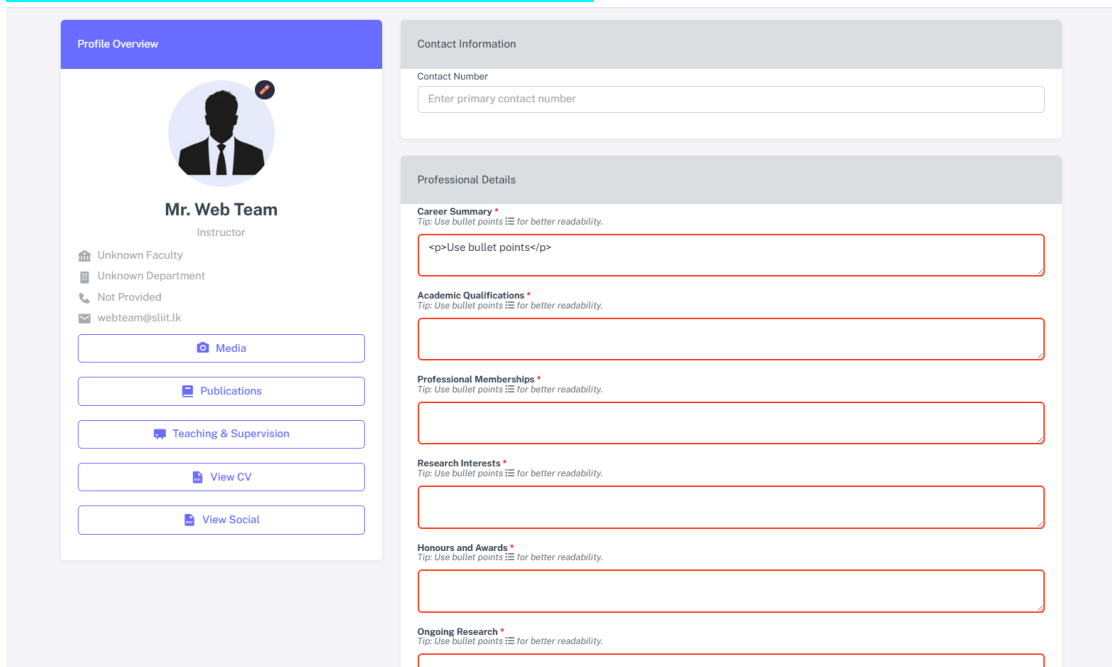 Profile Overview
Mr. Web Team
Instructor
Unknown Faculty
Unknown Department
Not Provided
webteam@sliit.lk
Media
Publications
Teaching & Supervision
View CV
View Social
Contact Information
Contact Number
Enter primary contact number
Professional Details
Career Summary *
Tip: Use bullet points for better readability.
<p>Use bullet points</p>
Academic Qualifications *
Tip: Use bullet points for better readability.
Professional Memberships *
Tip: Use bullet points for better readability.
Research Interests *
Tip: Use bullet points for better readability.
Honours and Awards *
Tip: Use bullet points for better readability.
Ongoing Research *
Tip: Use bullet points for better readability.